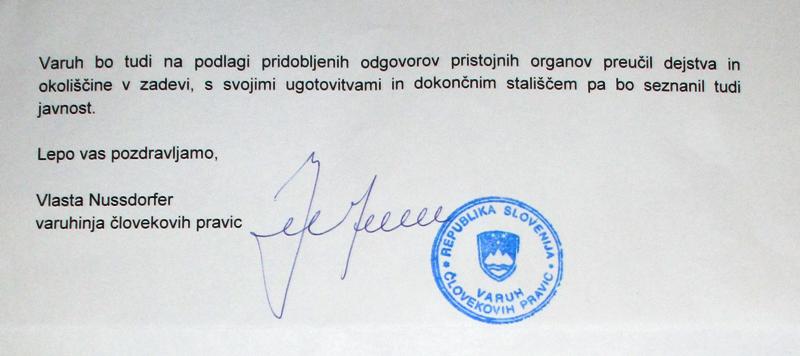 Varuh bo tudi na podlagi pridobljenih odgovorov pristojnih organov preučil dejstva in
okoliščine v zadevi, s svojimi ugotovitvami in dokončnim stališčem pa bo seznanil tudi
javnost.
Lepo vas pozdravljamo,
Vlasta Nussdorfer
varuhinja človekovih pravic
REPUBLIKA SLOVENIJA
VARUH
ČLOVEKOVIH PRAVIC